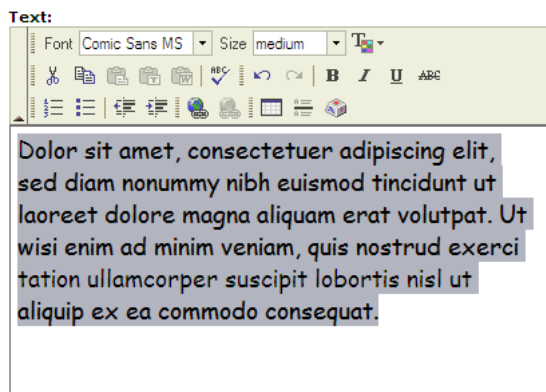 Text:
Font Comic Sans MS Size medium T
ABC B I U ABC
Dolor sit amet, consectetuer adipiscing elit,
sed diam nonummy nibh euismod tincidunt ut
laoreet dolore magna aliquam erat volutpat. Ut
wisi enim ad minim veniam, quis nostrud exerci
tation ullamcorper suscipit lobortis nisl ut
aliquip ex ea commodo consequat.